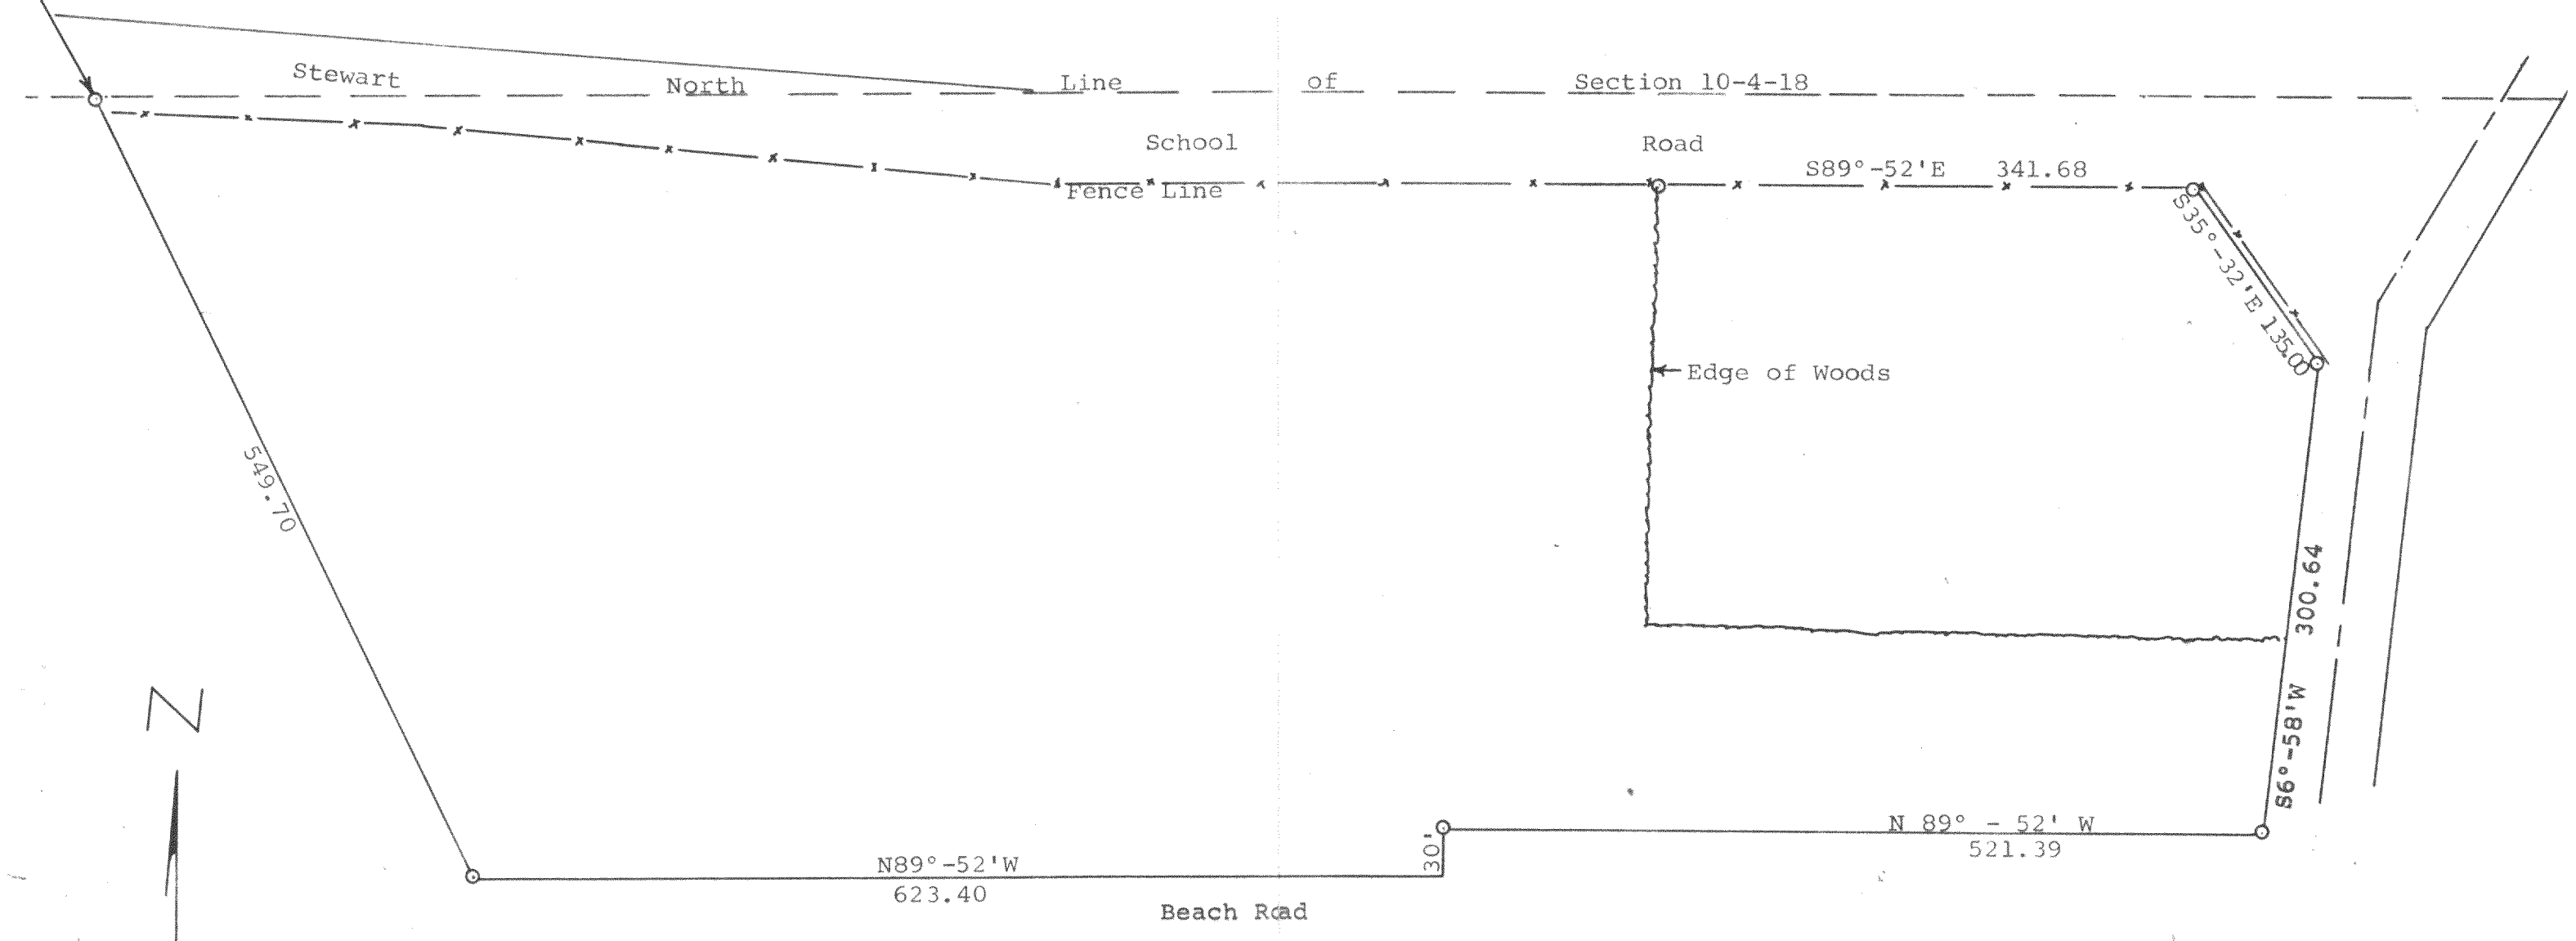 Stewart North Line of Section 10-4-18
School Road
S89°-52'E 341.68
Fence Line
S35°-32'E 135.00
Edge of Woods
549.70
300.64
S6°-58'W
N
N 89° - 52' W
521.39
30'
N89°-52'W
623.40
Beach Road